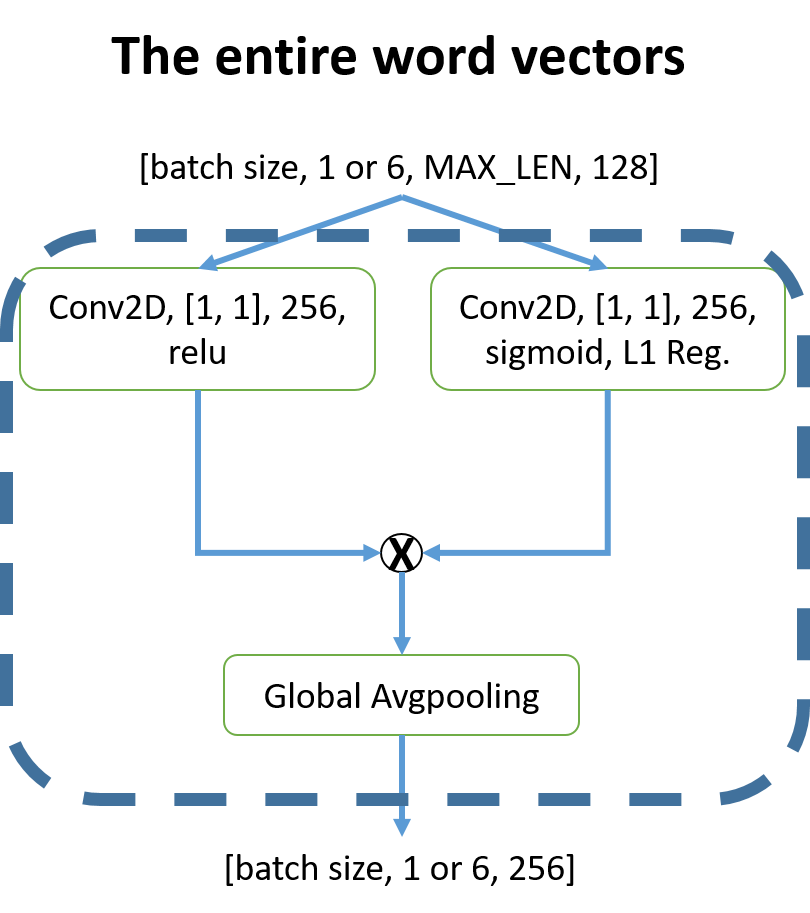 The entire word vectors
[batch size, 1 or 6, MAX_LEN, 128]
Conv2D, [1, 1], 256,
relu
Conv2D, [1, 1], 256,
sigmoid, L1 Reg.
X
Global Avgpooling
[batch size, 1 or 6, 256]